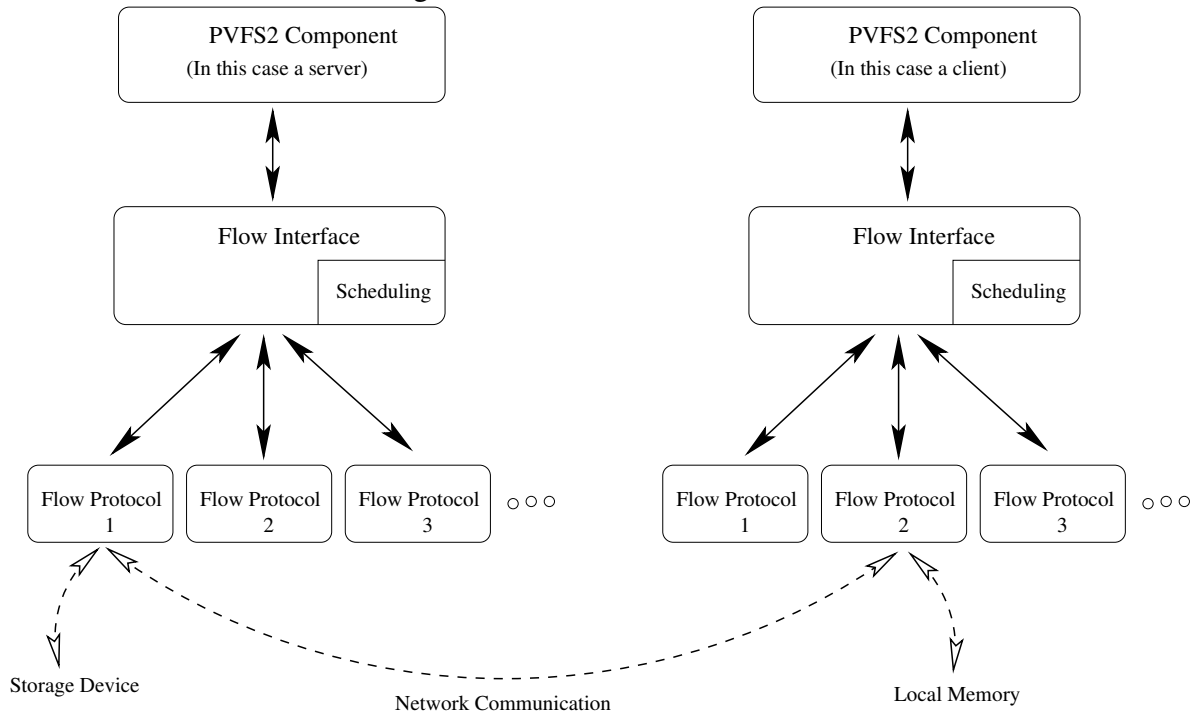 PVFS2 Component
(In this case a server)
PVFS2 Component
(In this case a client)
Flow Interface
Scheduling
Flow Interface
Scheduling
Flow Protocol
1
Flow Protocol
2
Flow Protocol
3
Flow Protocol
1
Flow Protocol
2
Flow Protocol
3
Storage Device
Network Communication
Local Memory